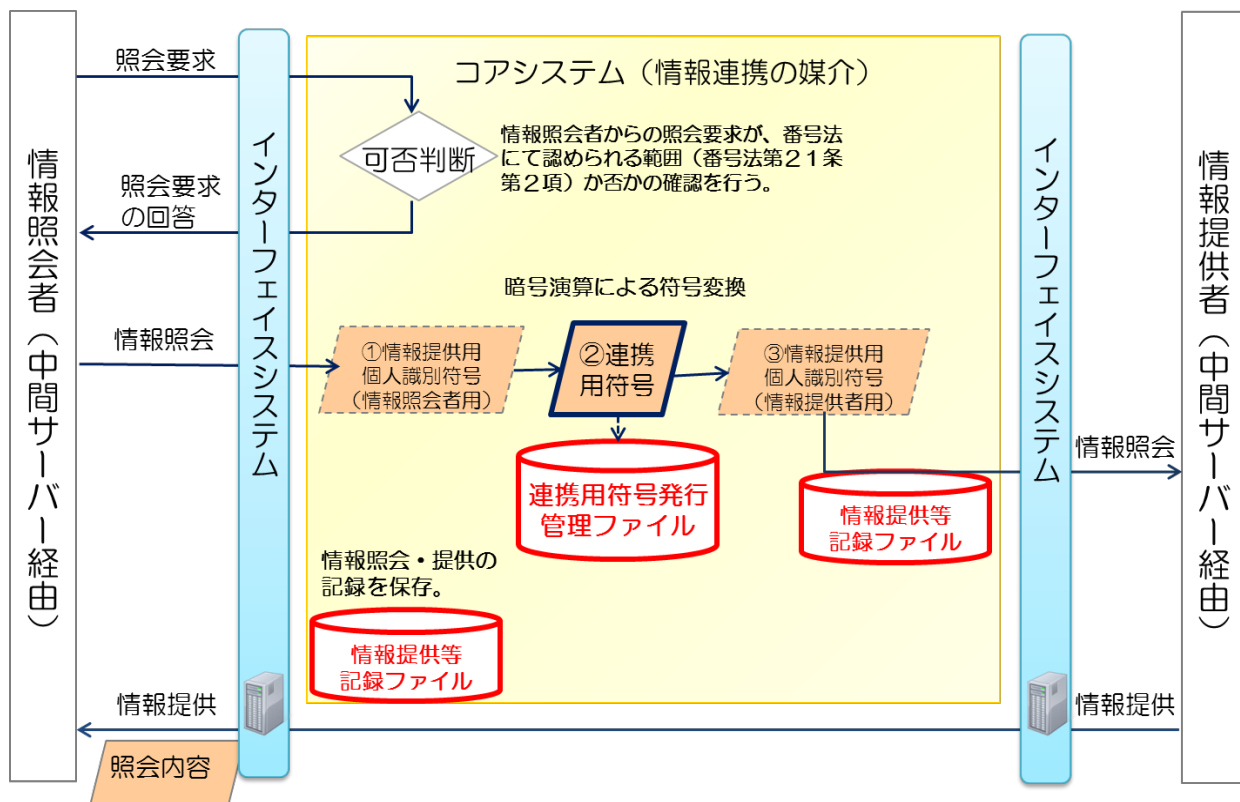 コアシステム（情報連携の媒介）
照会要求
情報照会者からの照会要求が、番号法
にて認められる範囲（番号法第２１条
第２項）か否かの確認を行う。
可否判断
照会要求
の回答
情報照会者（中間サーバー経由）
インターフェイスシステム
インターフェイスシステム
情報提供者（中間サーバー経由）
暗号演算による符号変換
情報照会
①情報提供用
個人識別符号
（情報照会者用）
②連携
用符号
③情報提供用
個人識別符号
（情報提供者用）
情報照会
連携用符号発行
管理ファイル
情報提供等
記録ファイル
情報照会・提供の
記録を保存。
情報提供等
記録ファイル
情報提供
情報提供
照会内容